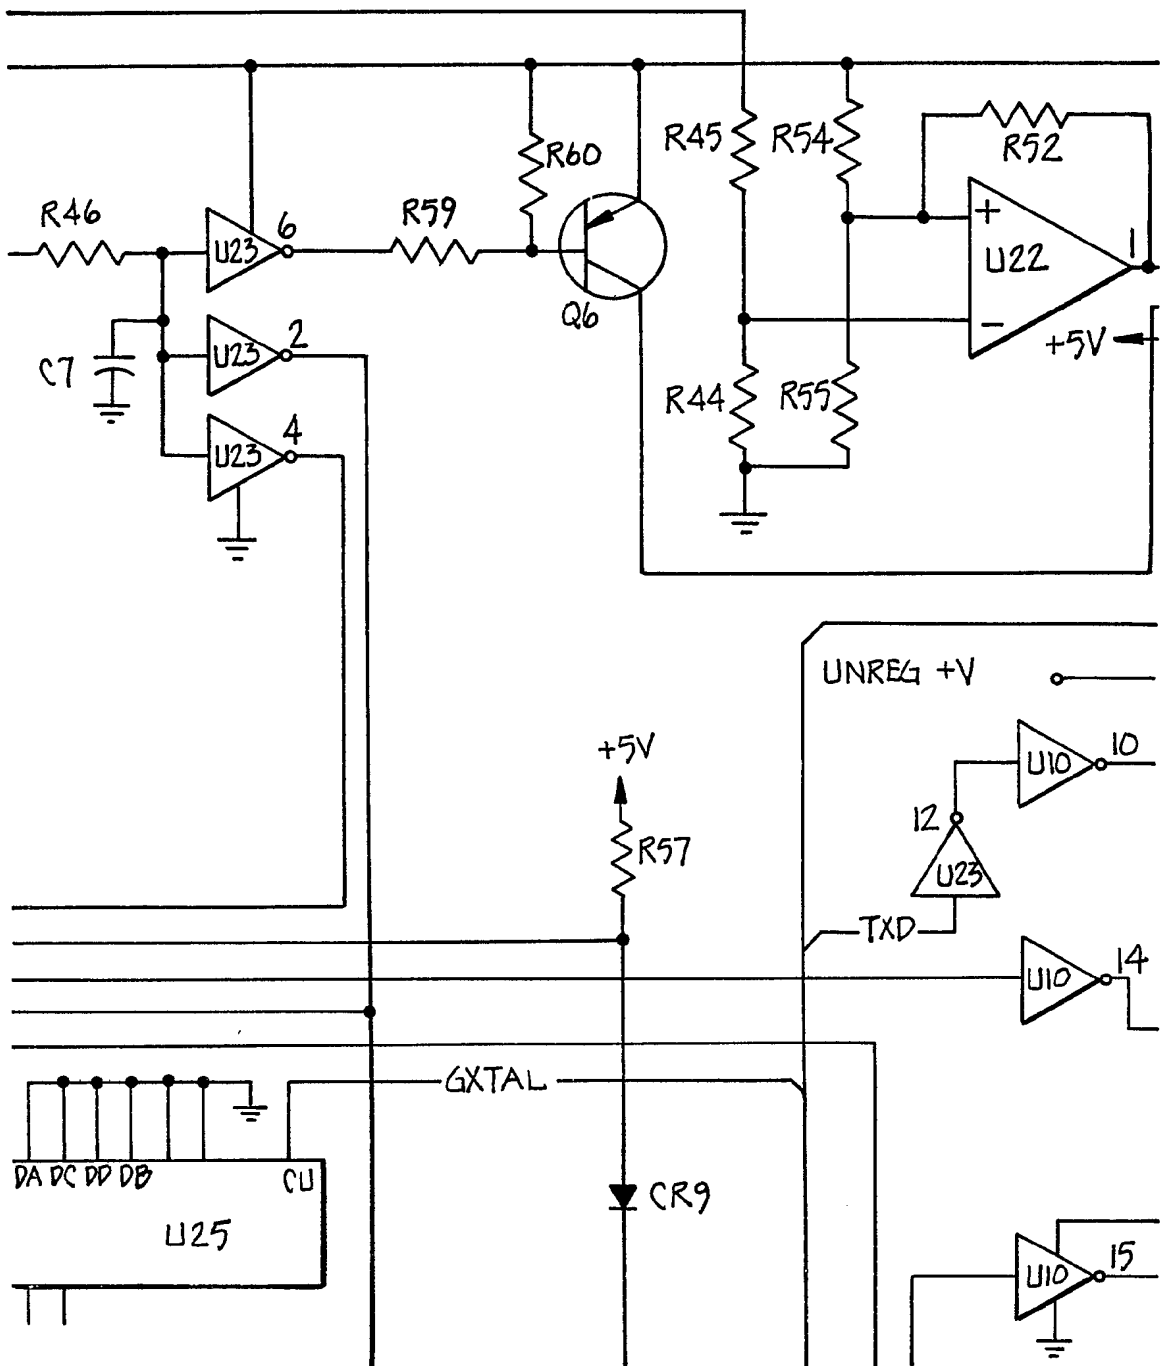 R45
R54
R52
R60
R46
6
R59
+
U23
U22
1
Q6
2
−
+5V
C7
U23
R44
R55
4
U23
UNREG +V
+5V
10
U10
12
R57
U23
TXD
14
U10
GXTAL
DA DC DD DB
CU
CR9
U25
15
U10